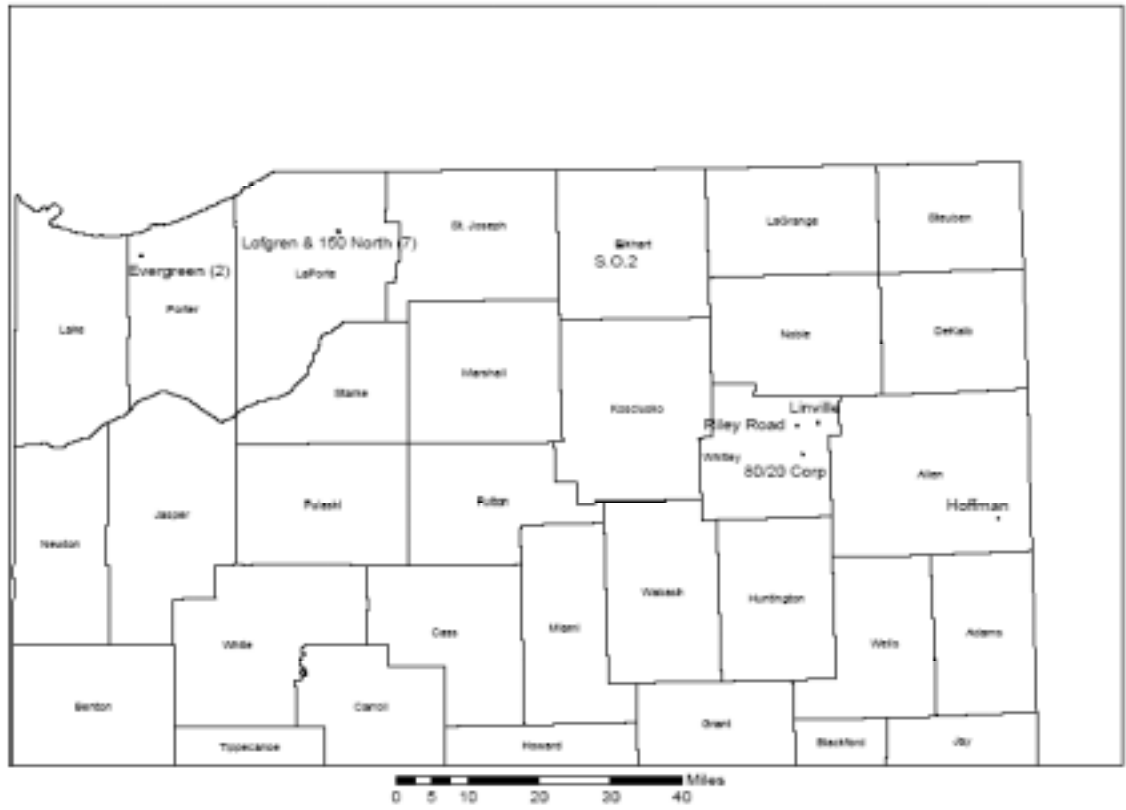 LaGrange
Steuben
St. Joseph
Elkhart
S.O.2
Lofgren & 150 North (7)
LaPorte
Evergreen (2)
Porter
Lake
Noble
DeKalb
Marshall
Starke
Kosciusko
Linville
Riley Road
Whitley
80/20 Corp
Allen
Hoffman
Pulaski
Fulton
Jasper
Newton
Wabash
Huntington
Miami
Cass
White
Wells
Adams
Benton
Carroll
Grant
Tippecanoe
Howard
Blackford
Jay
Miles
0 5 10 20 30 40